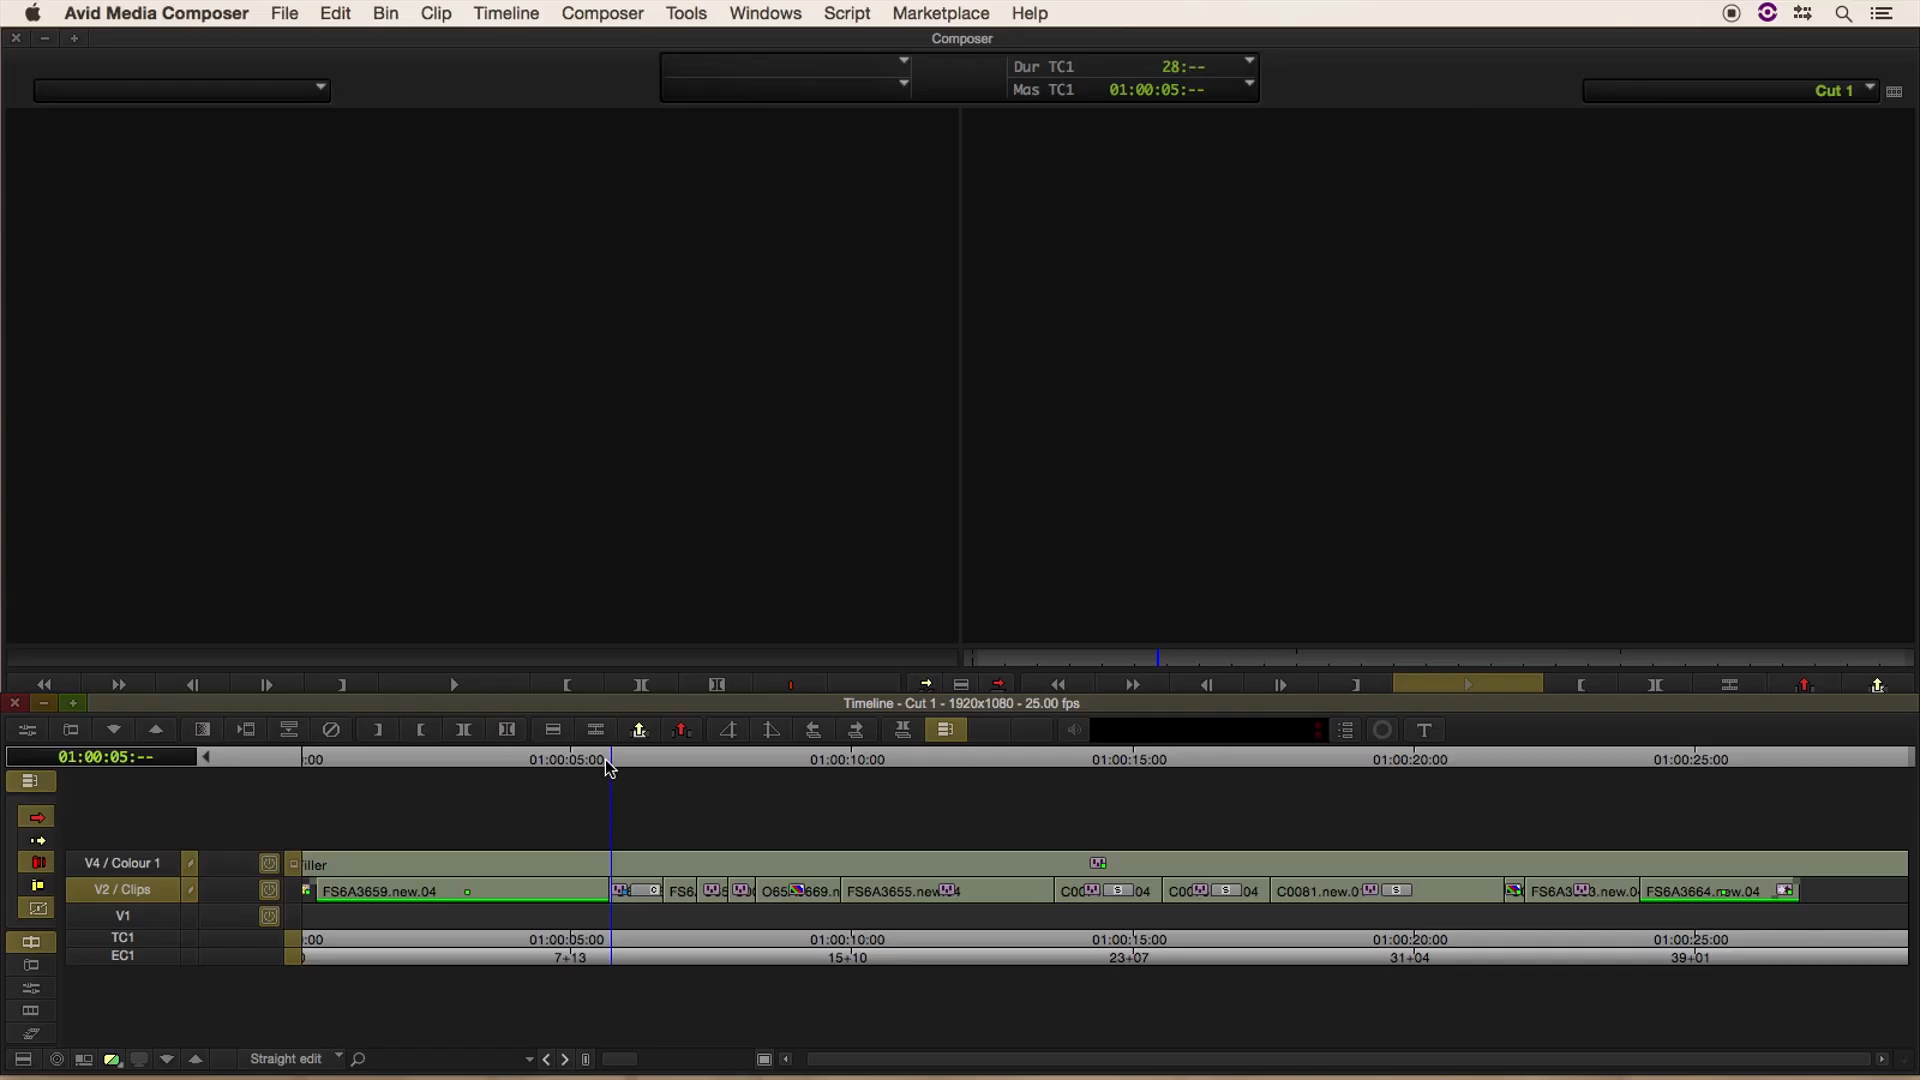 Avid Media Composer File Edit Bin Clip Timeline Composer Tools Windows Script Marketplace Help
Composer
Dur TC1 28:--
Mas TC1 01:00:05:--
Cut 1
Timeline - Cut 1 - 1920x1080 - 25.00 fps
T
01:00:05:--
:00 01:00:05:00 01:00:10:00 01:00:15:00 01:00:20:00 01:00:25:00
V4 / Colour 1 iller
V2 / Clips FS6A3659.new.04 C FS6 O65 669.n FS6A3655.new 4 C00 S 04 C00 S 04 C0081.new.0 S FS6A3 3.new.0 FS6A3664.new.04
V1
TC1 :00 01:00:05:00 01:00:10:00 01:00:15:00 01:00:20:00 01:00:25:00
EC1 7+13 15+10 23+07 31+04 39+01
Straight edit